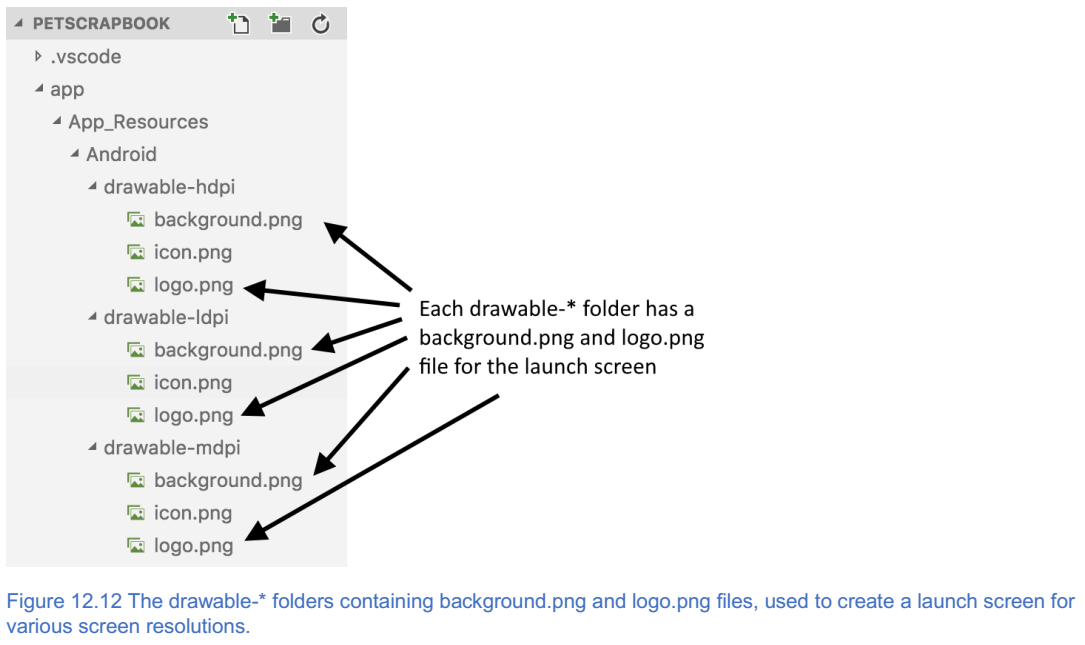 PETSCRAPBOOK
.vscode
app
App_Resources
Android
drawable-hdpi
background.png
icon.png
logo.png
drawable-ldpi
background.png
icon.png
logo.png
drawable-mdpi
background.png
icon.png
logo.png
Each drawable-* folder has a
background.png and logo.png
file for the launch screen
Figure 12.12 The drawable-* folders containing background.png and logo.png files, used to create a launch screen for
various screen resolutions.